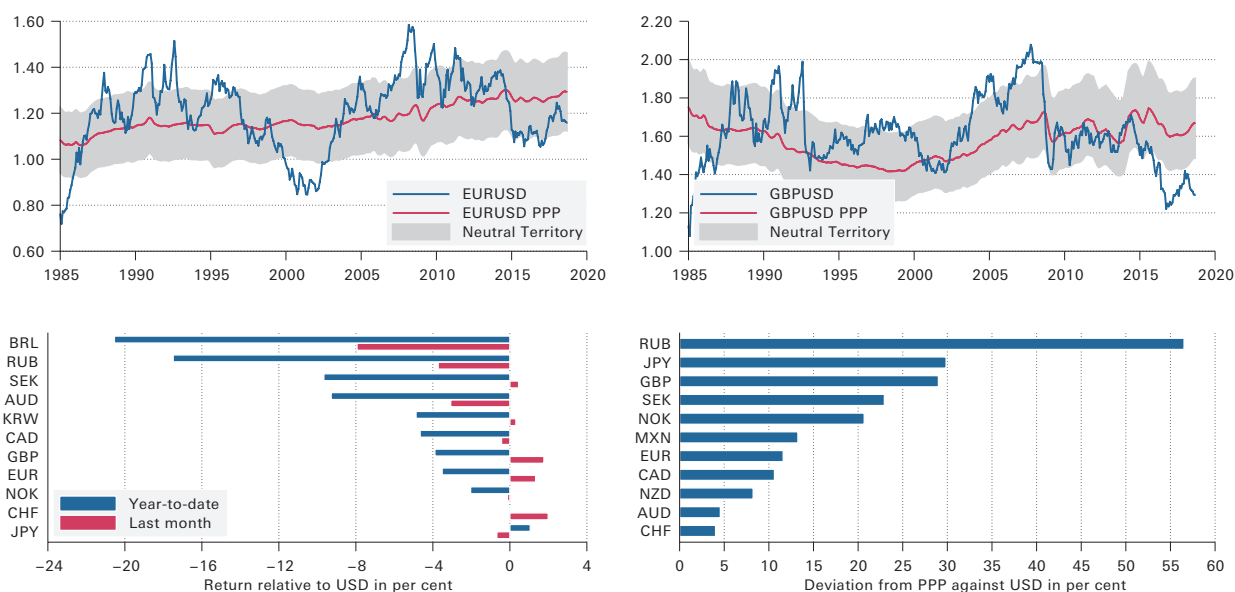 1.60
1.40
1.20
1.00
0.80
0.60
EURUSD
EURUSD PPP
Neutral Territory
1985 1990 1995 2000 2005 2010 2015 2020
2.20
2.00
1.80
1.60
1.40
1.20
1.00
GBPUSD
GBPUSD PPP
Neutral Territory
1985 1990 1995 2000 2005 2010 2015 2020
BRL
RUB
SEK
AUD
KRW
CAD
GBP
EUR
NOK
CHF
JPY
Year-to-date
Last month
−24 −20 −16 −12 −8 −4 0 4
Return relative to USD in per cent
RUB
JPY
GBP
SEK
NOK
MXN
EUR
CAD
NZD
AUD
CHF
0 5 10 15 20 25 30 35 40 45 50 55 60
Deviation from PPP against USD in per cent